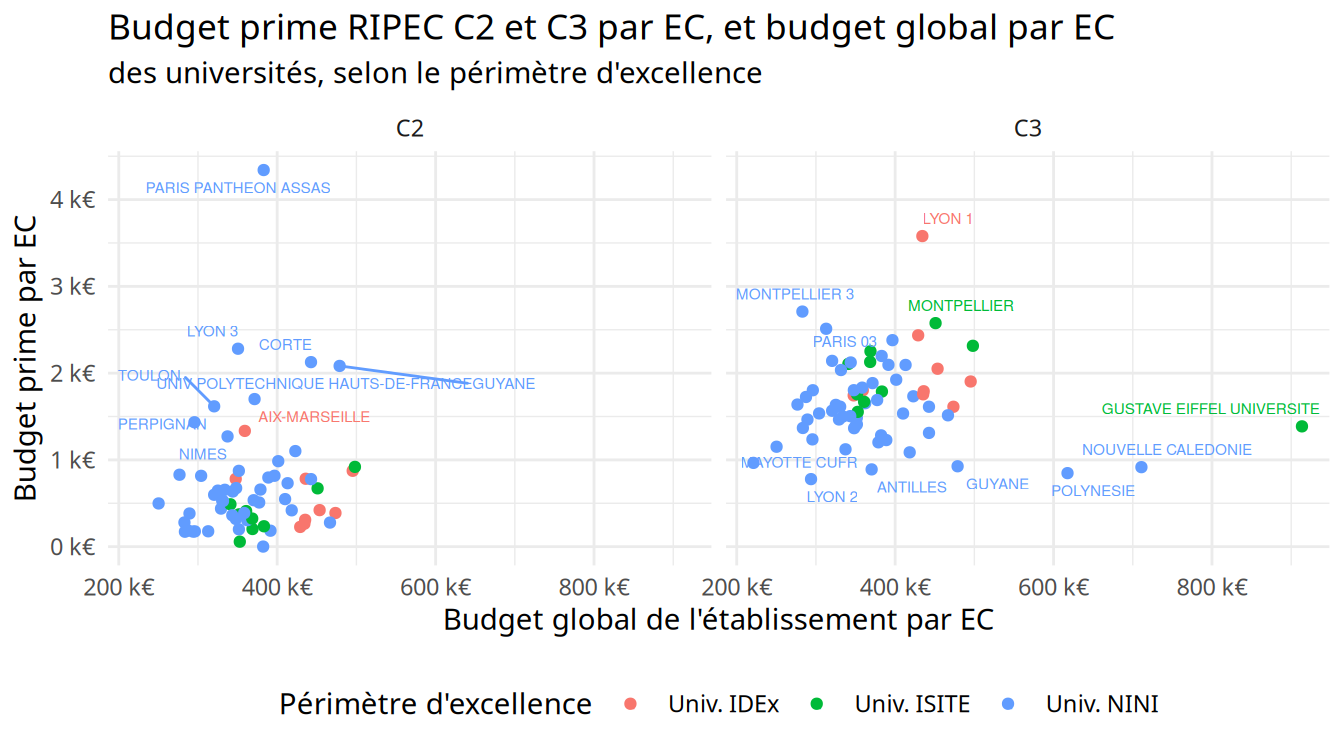 Budget prime RIPEC C2 et C3 par EC, et budget global par EC
des universités, selon le périmètre d'excellence
C2
C3
Budget prime par EC
4 k€
3 k€
2 k€
1 k€
0 k€
PARIS PANTHEON ASSAS
LYON 3
CORTE
TOULON
UNIV.POLYTECHNIQUE HAUTS-DE-FRANCE
GUYANE
AIX-MARSEILLE
PERPIGNAN
NIMES
LYON 1
MONTPELLIER 3
MONTPELLIER
PARIS 03
GUSTAVE EIFFEL UNIVERSITE
NOUVELLE CALEDONIE
MAYOTTE CUFR
LYON 2
ANTILLES
GUYANE
POLYNESIE
200 k€ 400 k€ 600 k€ 800 k€
200 k€ 400 k€ 600 k€ 800 k€
Budget global de l'établissement par EC
Périmètre d'excellence Univ. IDEx Univ. ISITE Univ. NINI